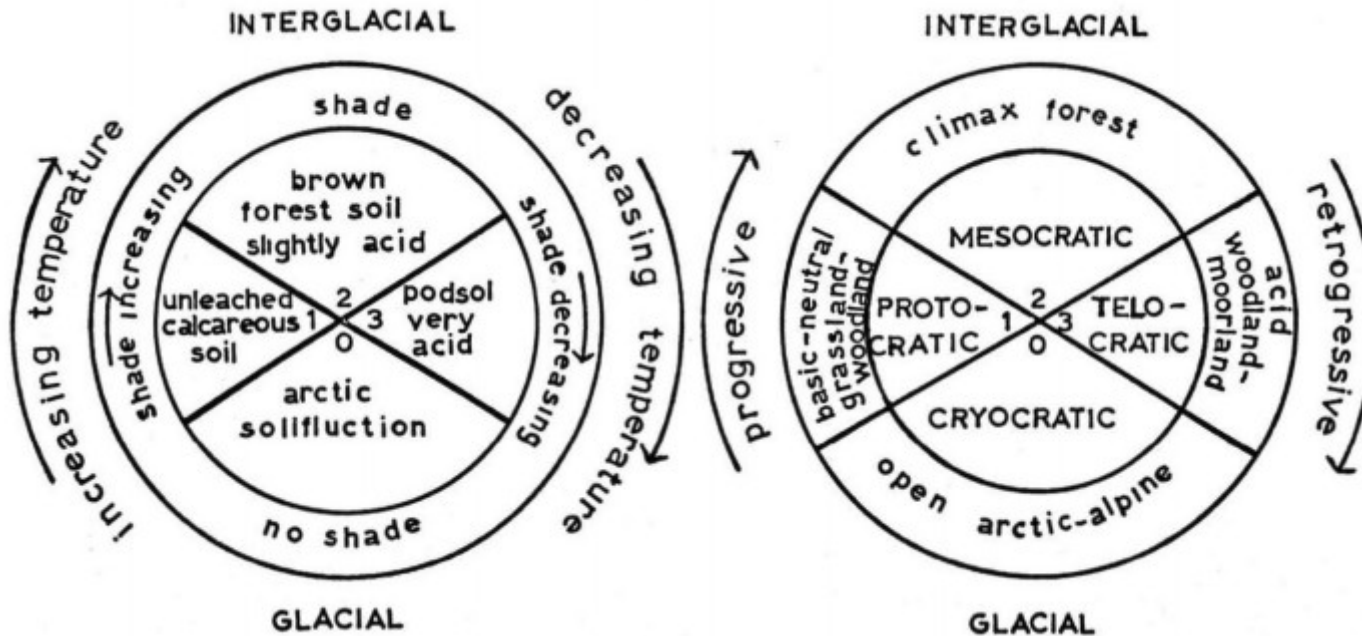 INTERGLACIAL
shade
increasing temperature
decreasing temperature
shade increasing
shade decreasing
brown
forest soil
slightly acid
unleached
calcareous
soil
1
2
3
0
podsol
very
acid
arctic
solifluction
no shade
GLACIAL
INTERGLACIAL
climax forest
progressive
retrogressive
basic-neutral
grassland-
woodland
MESOCRATIC
PROTO-
CRATIC
1
2
3
0
TELO-
CRATIC
acid
woodland-
moorland
CRYOCRATIC
open arctic-alpine
GLACIAL